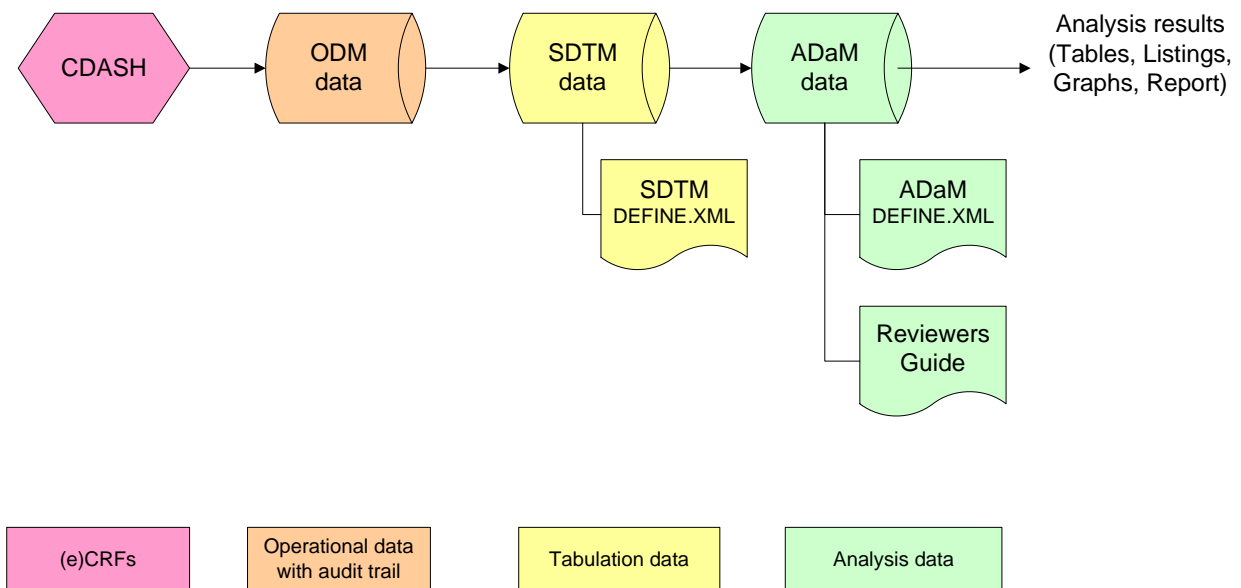 CDASH
ODM
data
SDTM
data
ADaM
data
Analysis results
(Tables, Listings,
Graphs, Report)
SDTM
DEFINE.XML
ADaM
DEFINE.XML
Reviewers
Guide
(e)CRFs
Operational data
with audit trail
Tabulation data
Analysis data